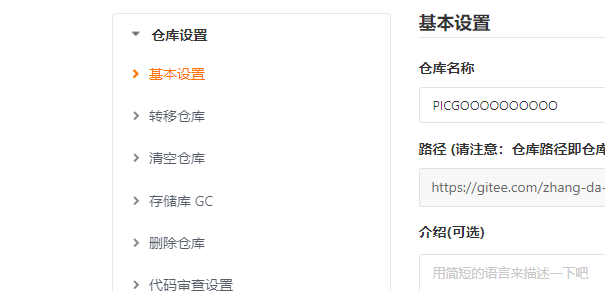 仓库设置
基本设置
转移仓库
清空仓库
存储库 GC
删除仓库
代码审查设置
基本设置
仓库名称
PICGOOOOOOOOOO
路径 (请注意：仓库路径即仓库
https://gitee.com/zhang-da-
介绍(可选)
用简短的语言来描述一下吧